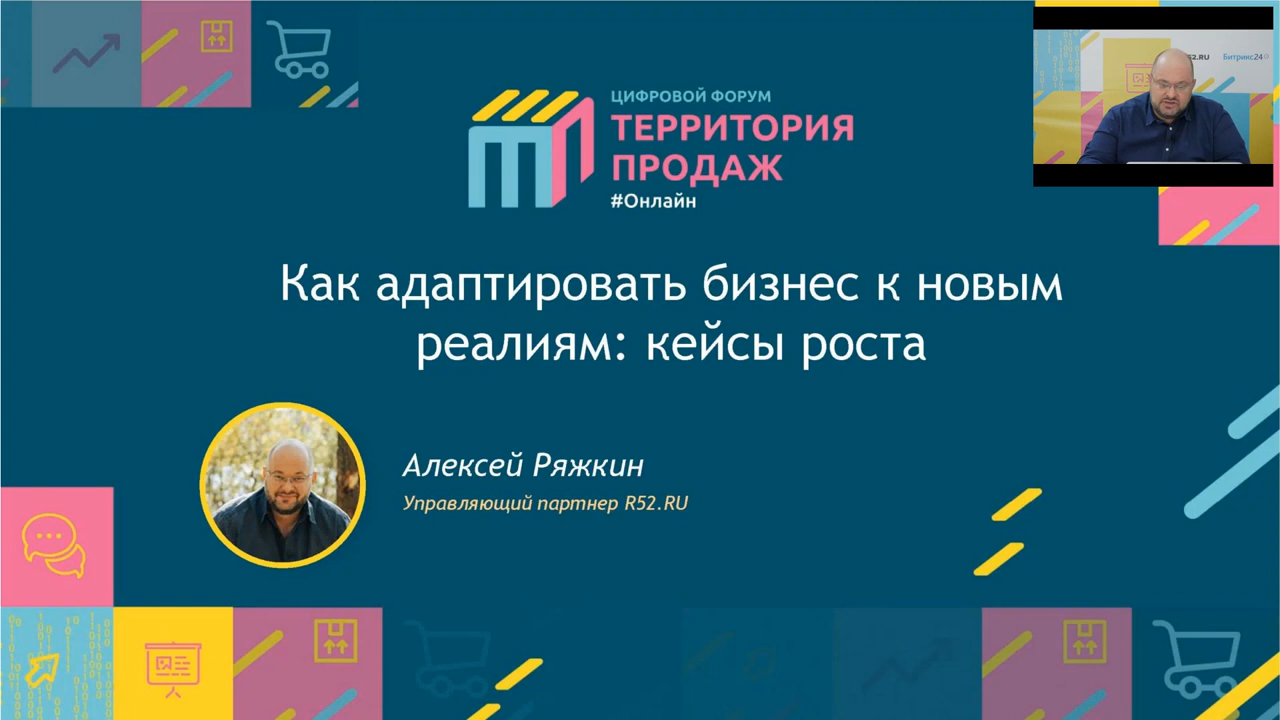 ЦИФРОВОЙ ФОРУМ
ТЕРРИТОРИЯ
ПРОДАЖ
#Онлайн
Как адаптировать бизнес к новым
реалиям: кейсы роста
Алексей Ряжкин
Управляющий партнер R52.RU
Битрикс24